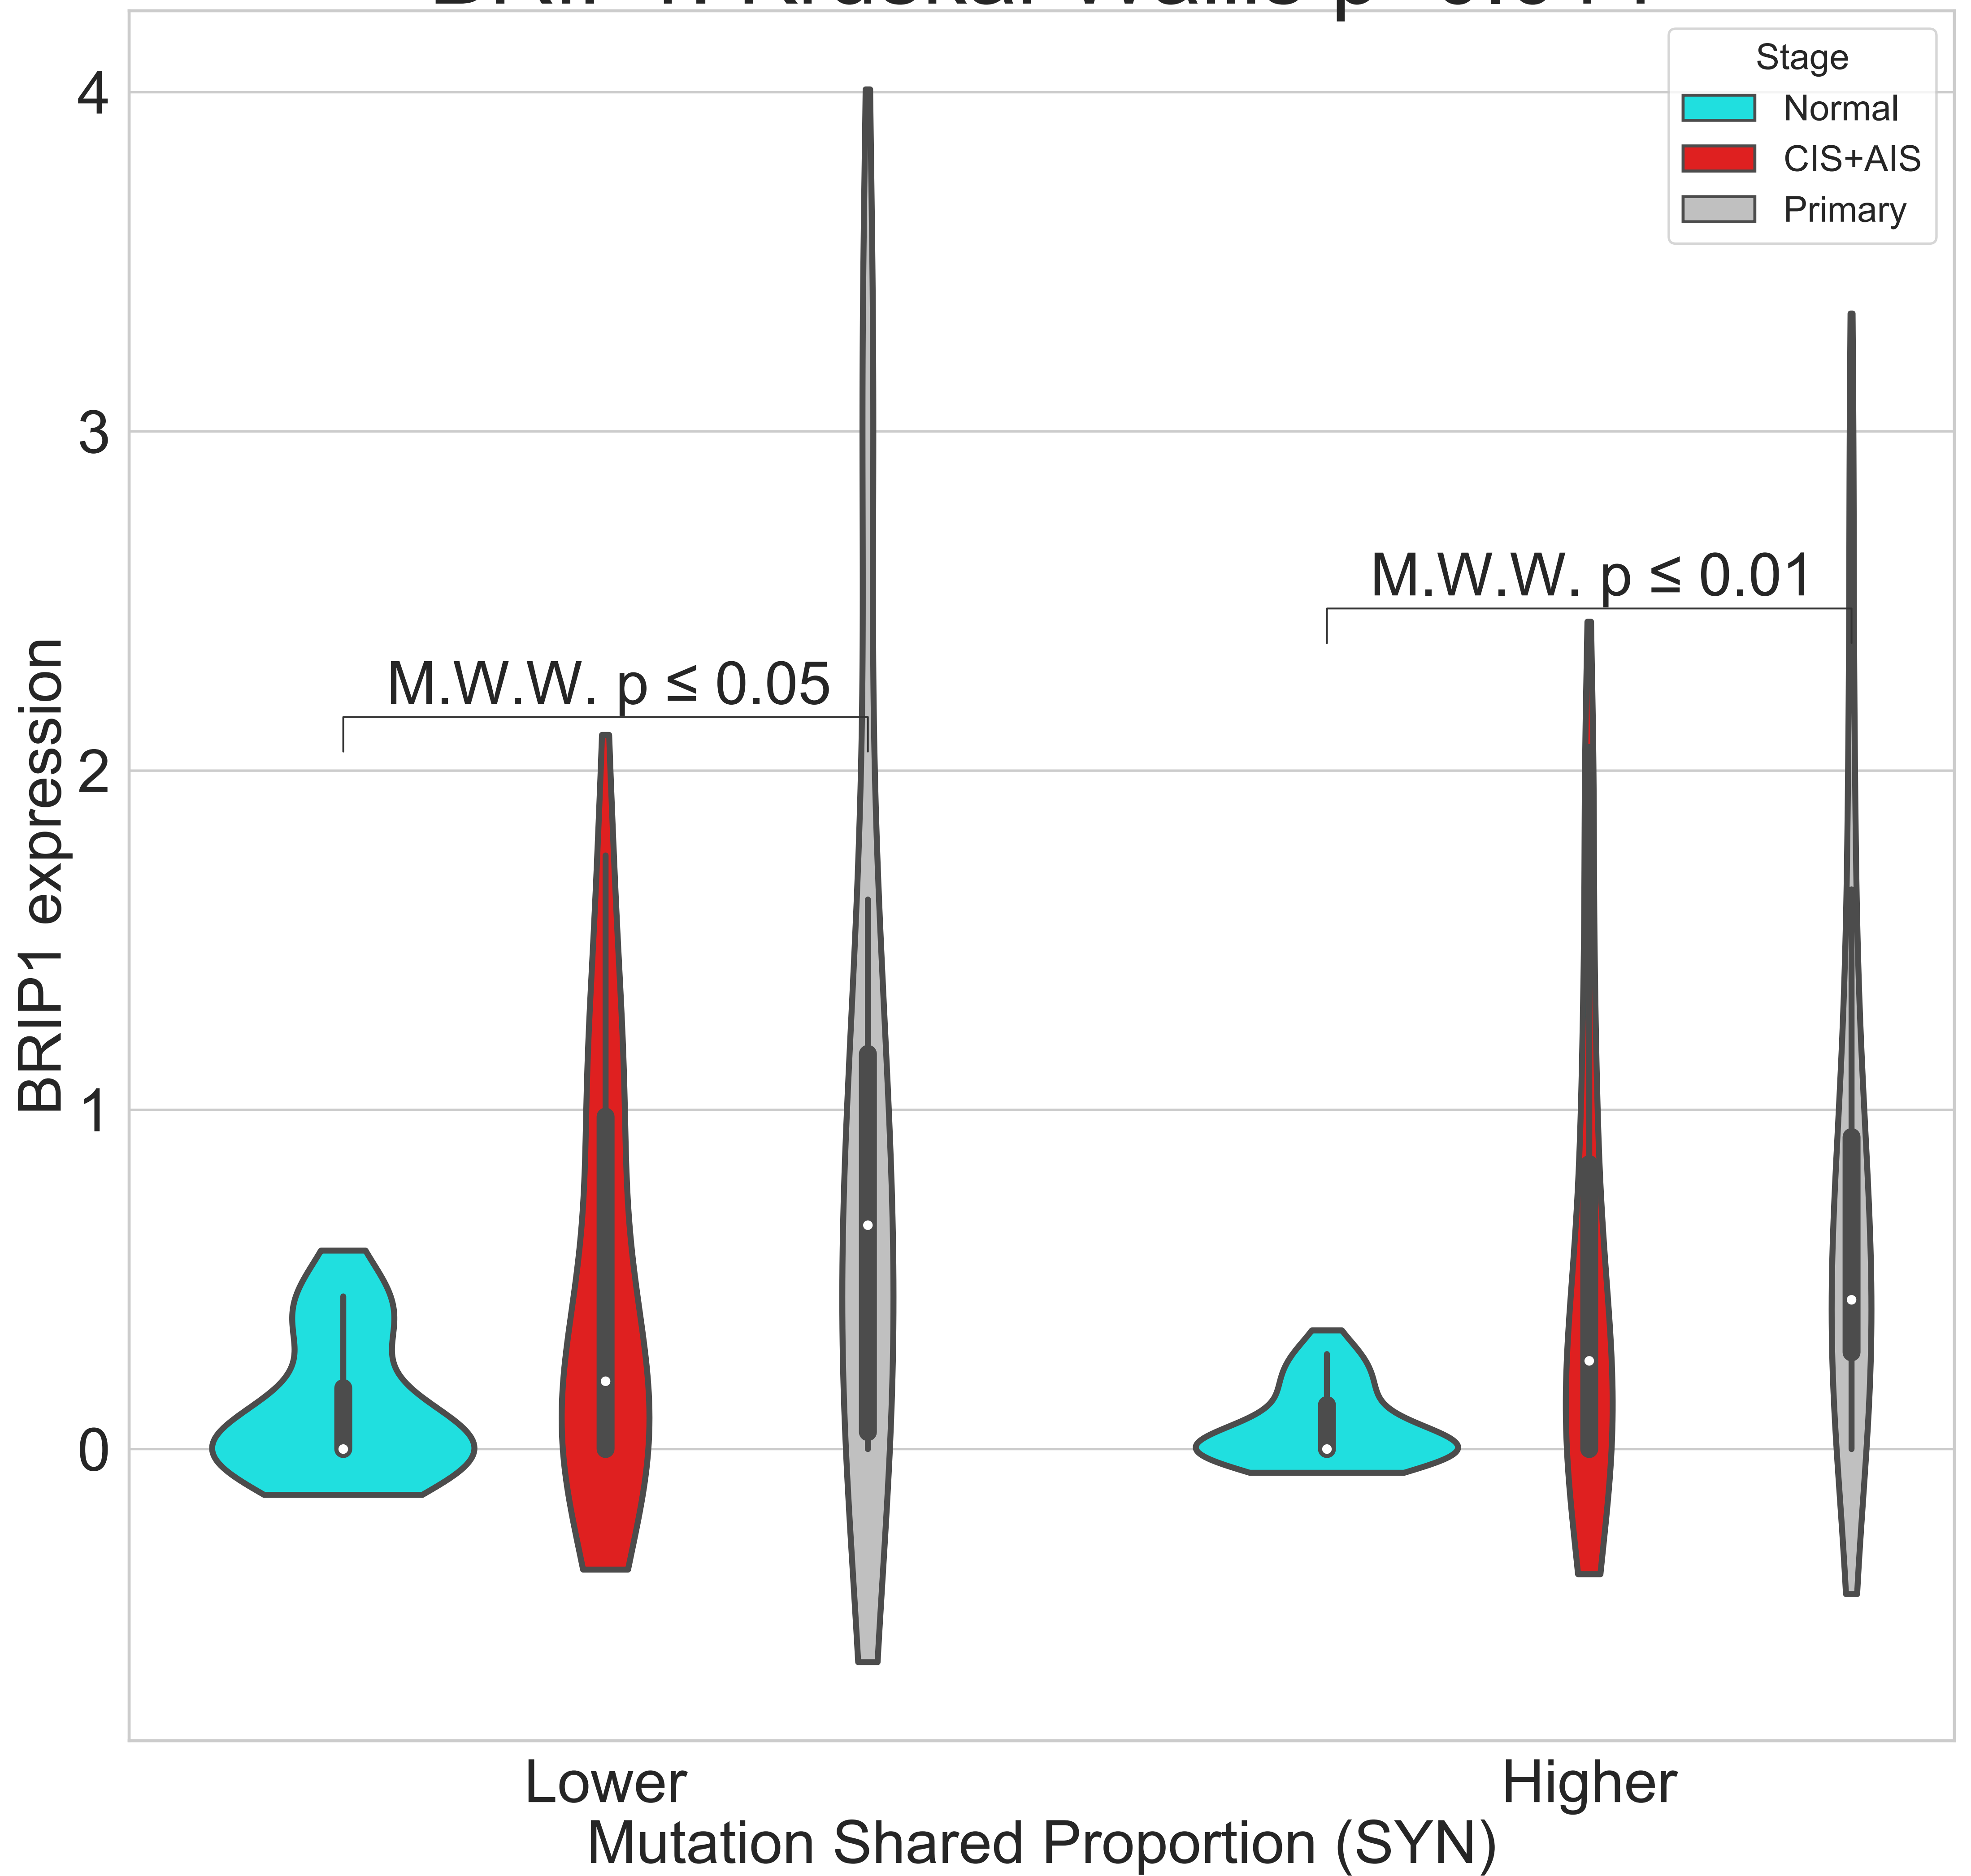 Stage
Normal
CIS+AIS
Primary
4
3
2
1
0
BRIP1 expression
M.W.W. p ≤ 0.05
M.W.W. p ≤ 0.01
Lower
Higher
Mutation Shared Proportion (SYN)